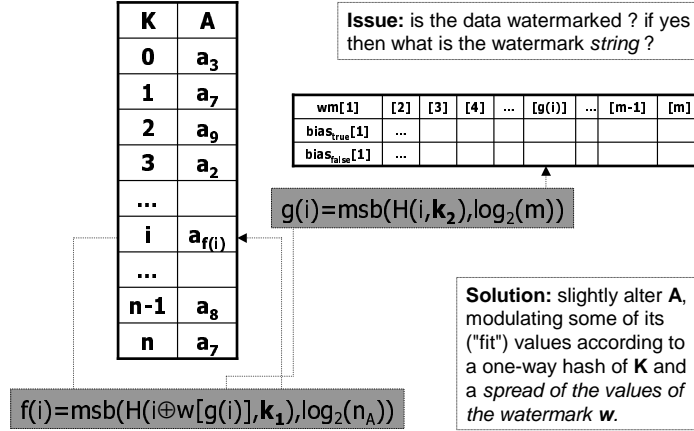 K A
0 a3
1 a7
2 a9
3 a2
...
i af(i)
...
n-1 a8
n a7
Issue: is the data watermarked ? if yes
then what is the watermark string ?
wm[1] [2] [3] [4] ... [g(i)] ... [m-1] [m]
biastrue[1] ...
biasfalse[1] ...
g(i)=msb(H(i,k2),log2(m))
Solution: slightly alter A,
modulating some of its
("fit") values according to
a one-way hash of K and
a spread of the values of
the watermark w.
f(i)=msb(H(i⊕w[g(i)],k1),log2(nA))